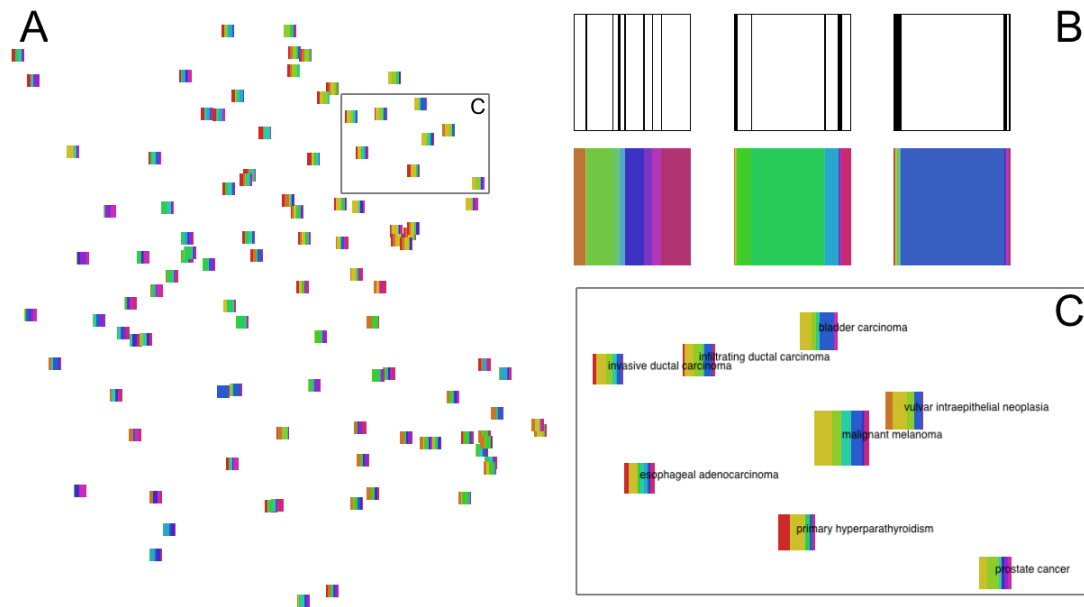 A
B
C
C
bladder carcinoma
infiltrating ductal carcinoma
invasive ductal carcinoma
vulvar intraepithelial neoplasia
malignant melanoma
esophageal adenocarcinoma
primary hyperparathyroidism
prostate cancer